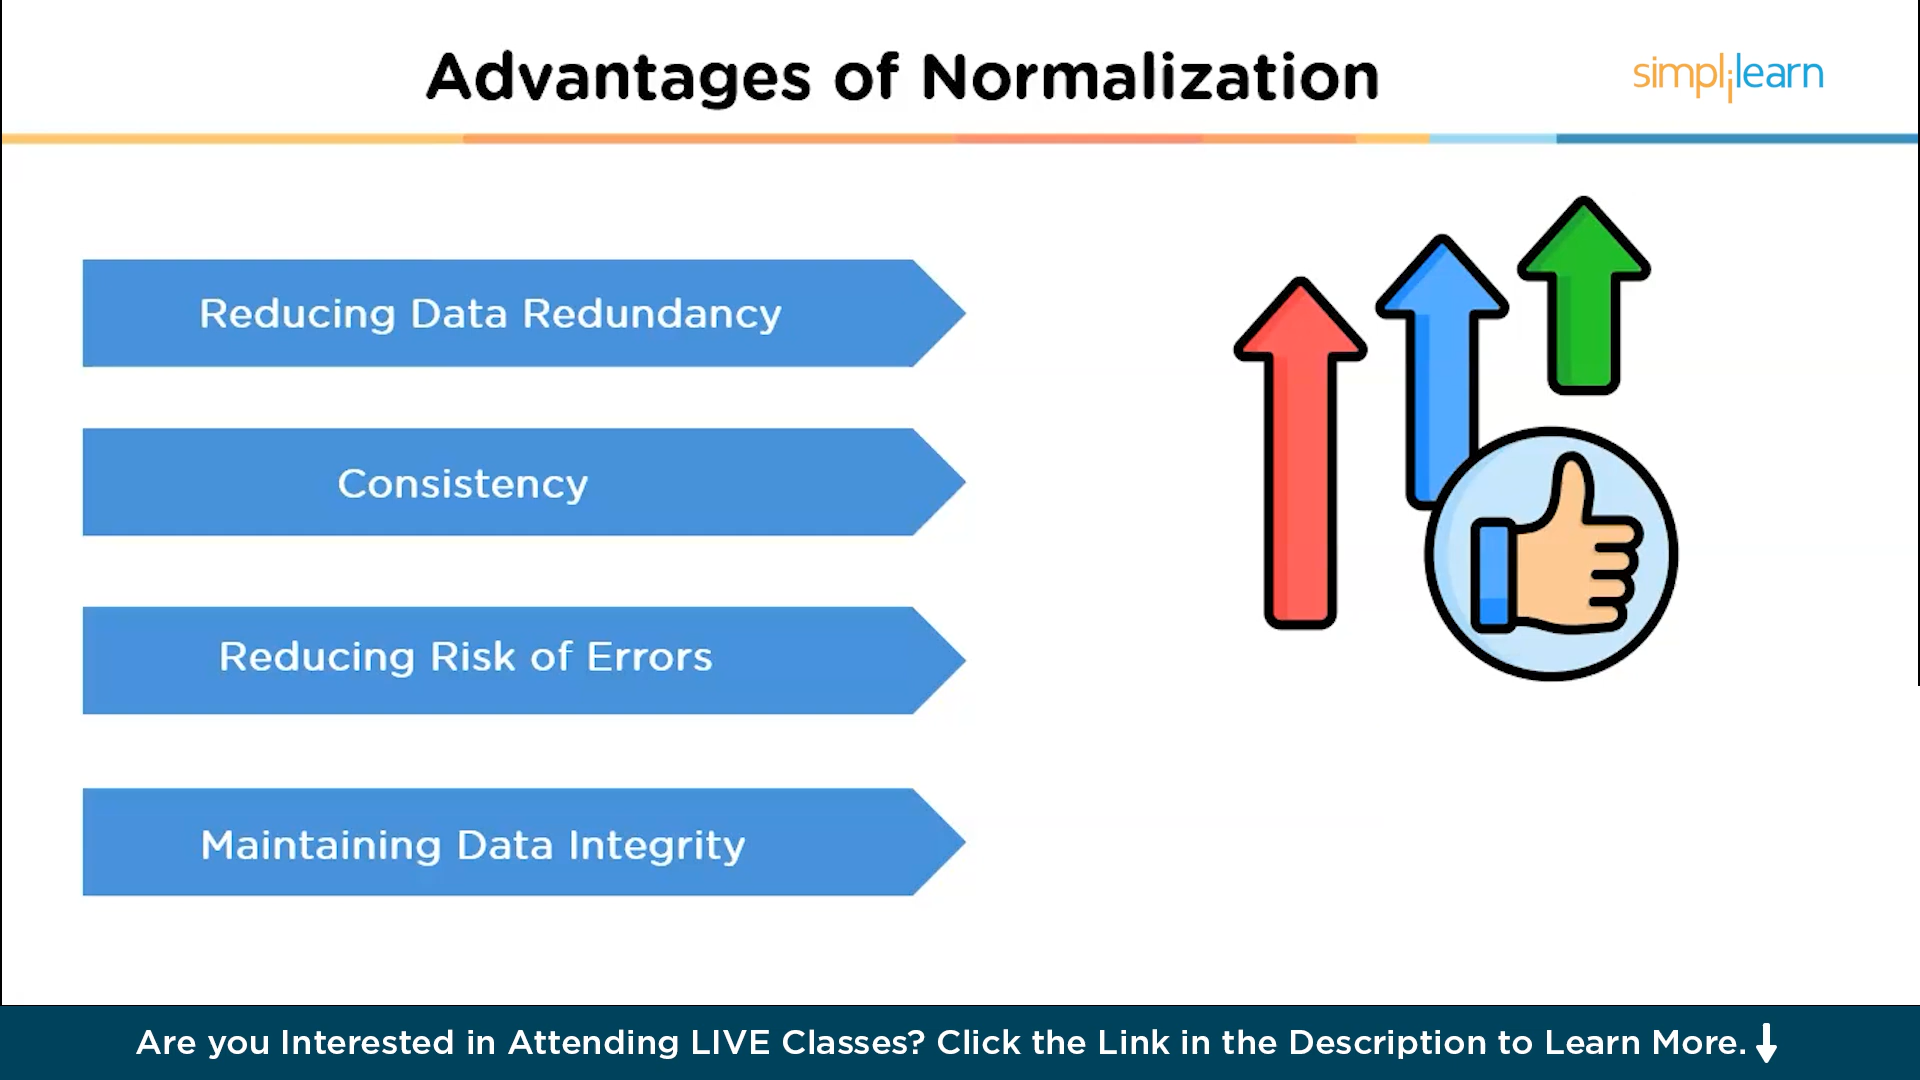 Advantages of Normalization
simplilearn
Reducing Data Redundancy
Consistency
Reducing Risk of Errors
Maintaining Data Integrity
Are you Interested in Attending LIVE Classes? Click the Link in the Description to Learn More.